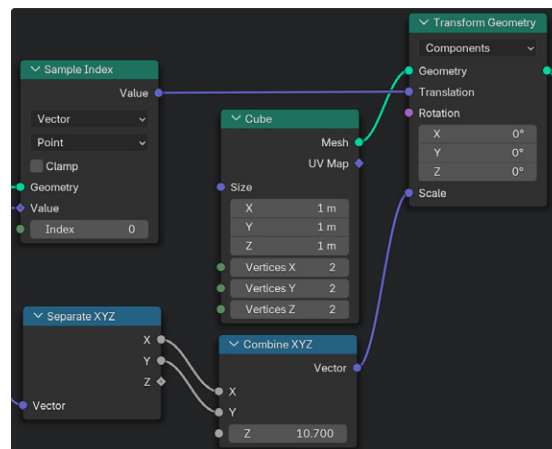 Transform Geometry
Components
Geometry
Translation
Rotation
X 0°
Y 0°
Z 0°
Scale
Sample Index
Value
Vector
Point
Clamp
Geometry
Value
Index 0
Cube
Mesh
UV Map
Size
X 1 m
Y 1 m
Z 1 m
Vertices X 2
Vertices Y 2
Vertices Z 2
Separate XYZ
X
Y
Z
Vector
Combine XYZ
Vector
X
Y
Z 10.700